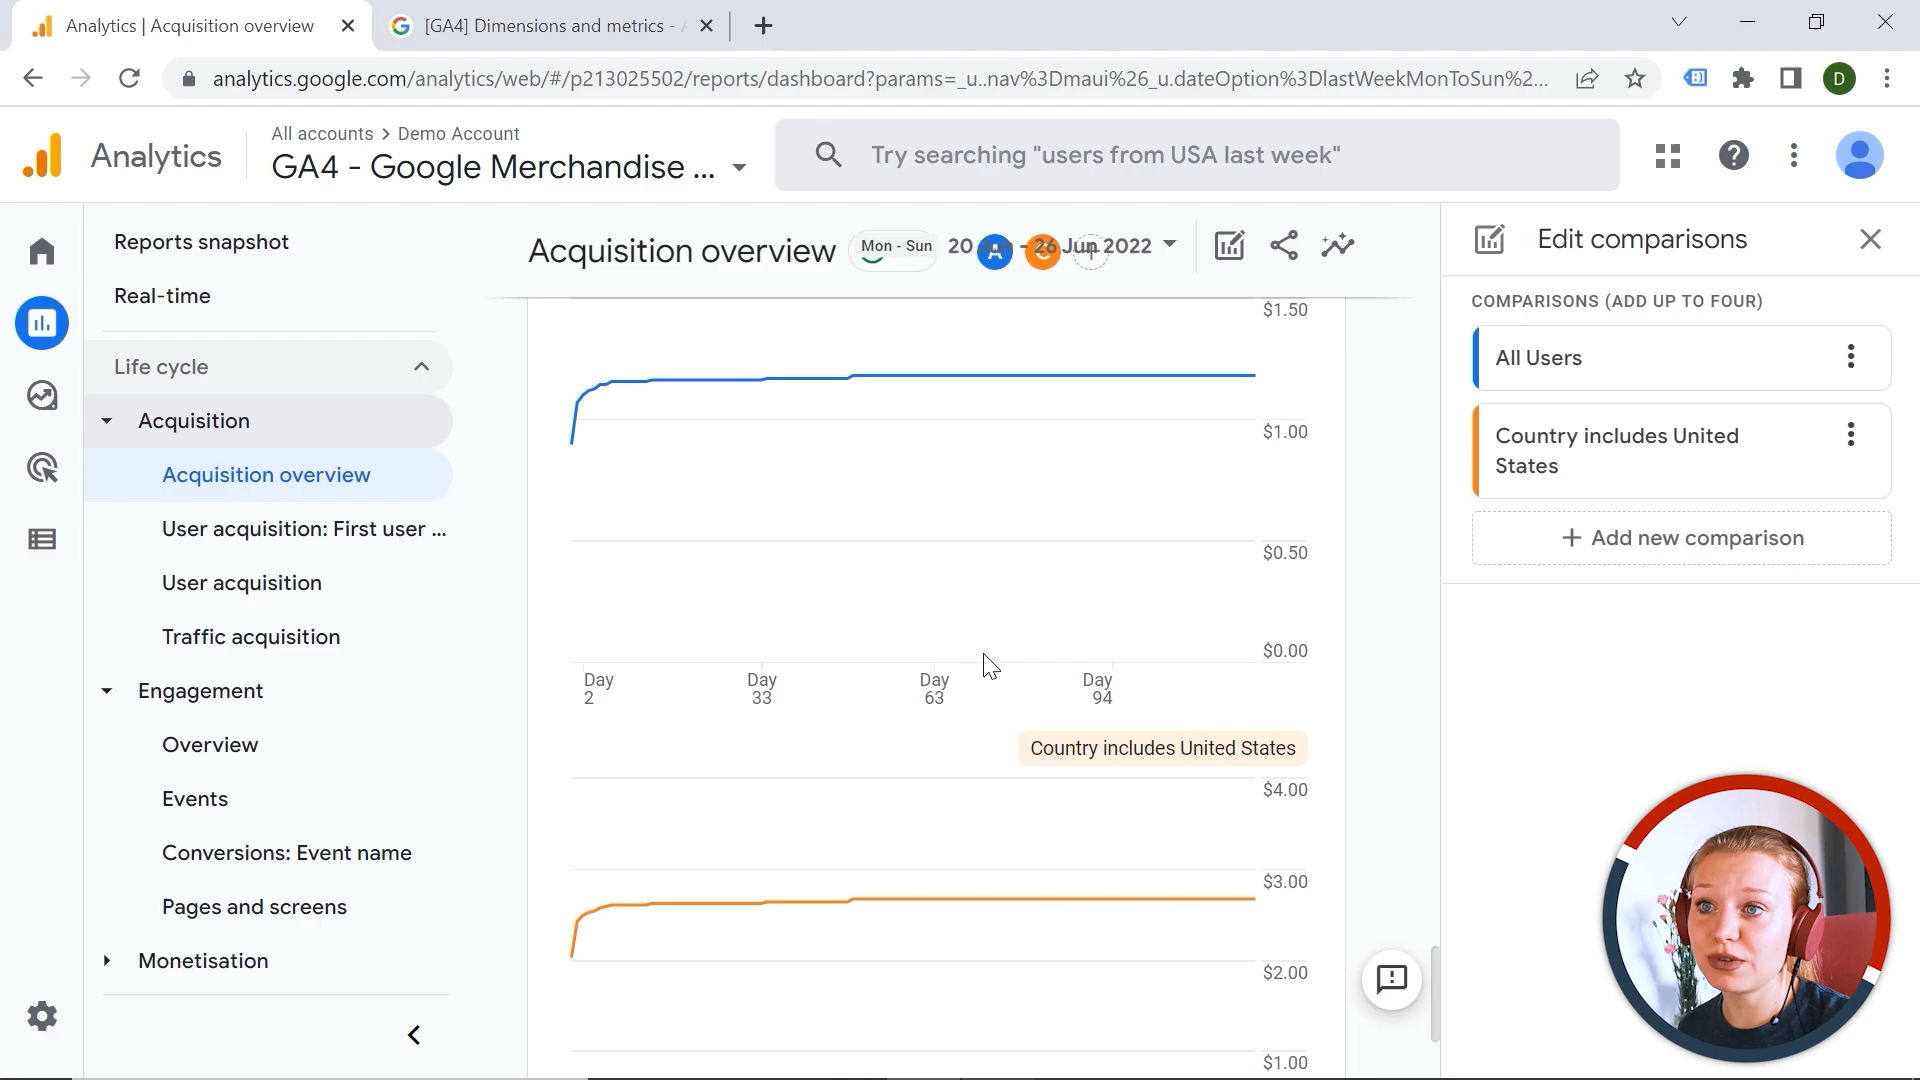 Analytics | Acquisition overview
[GA4] Dimensions and metrics -
analytics.google.com/analytics/web/#/p213025502/reports/dashboard?params=_u..nav%3Dmaui%26_u.dateOption%3DlastWeekMonToSun%2...
D
Analytics
All accounts > Demo Account
GA4 - Google Merchandise ...
Try searching "users from USA last week"
Reports snapshot
Real-time
Life cycle
Acquisition
Acquisition overview
User acquisition: First user ...
User acquisition
Traffic acquisition
Engagement
Overview
Events
Conversions: Event name
Pages and screens
Monetisation
Acquisition overview
Mon - Sun
20
A
- 26 Jun 2022
$1.50
$1.00
$0.50
$0.00
Day 2
Day 33
Day 63
Day 94
Country includes United States
$4.00
$3.00
$2.00
$1.00
Edit comparisons
COMPARISONS (ADD UP TO FOUR)
All Users
Country includes United
States
+ Add new comparison